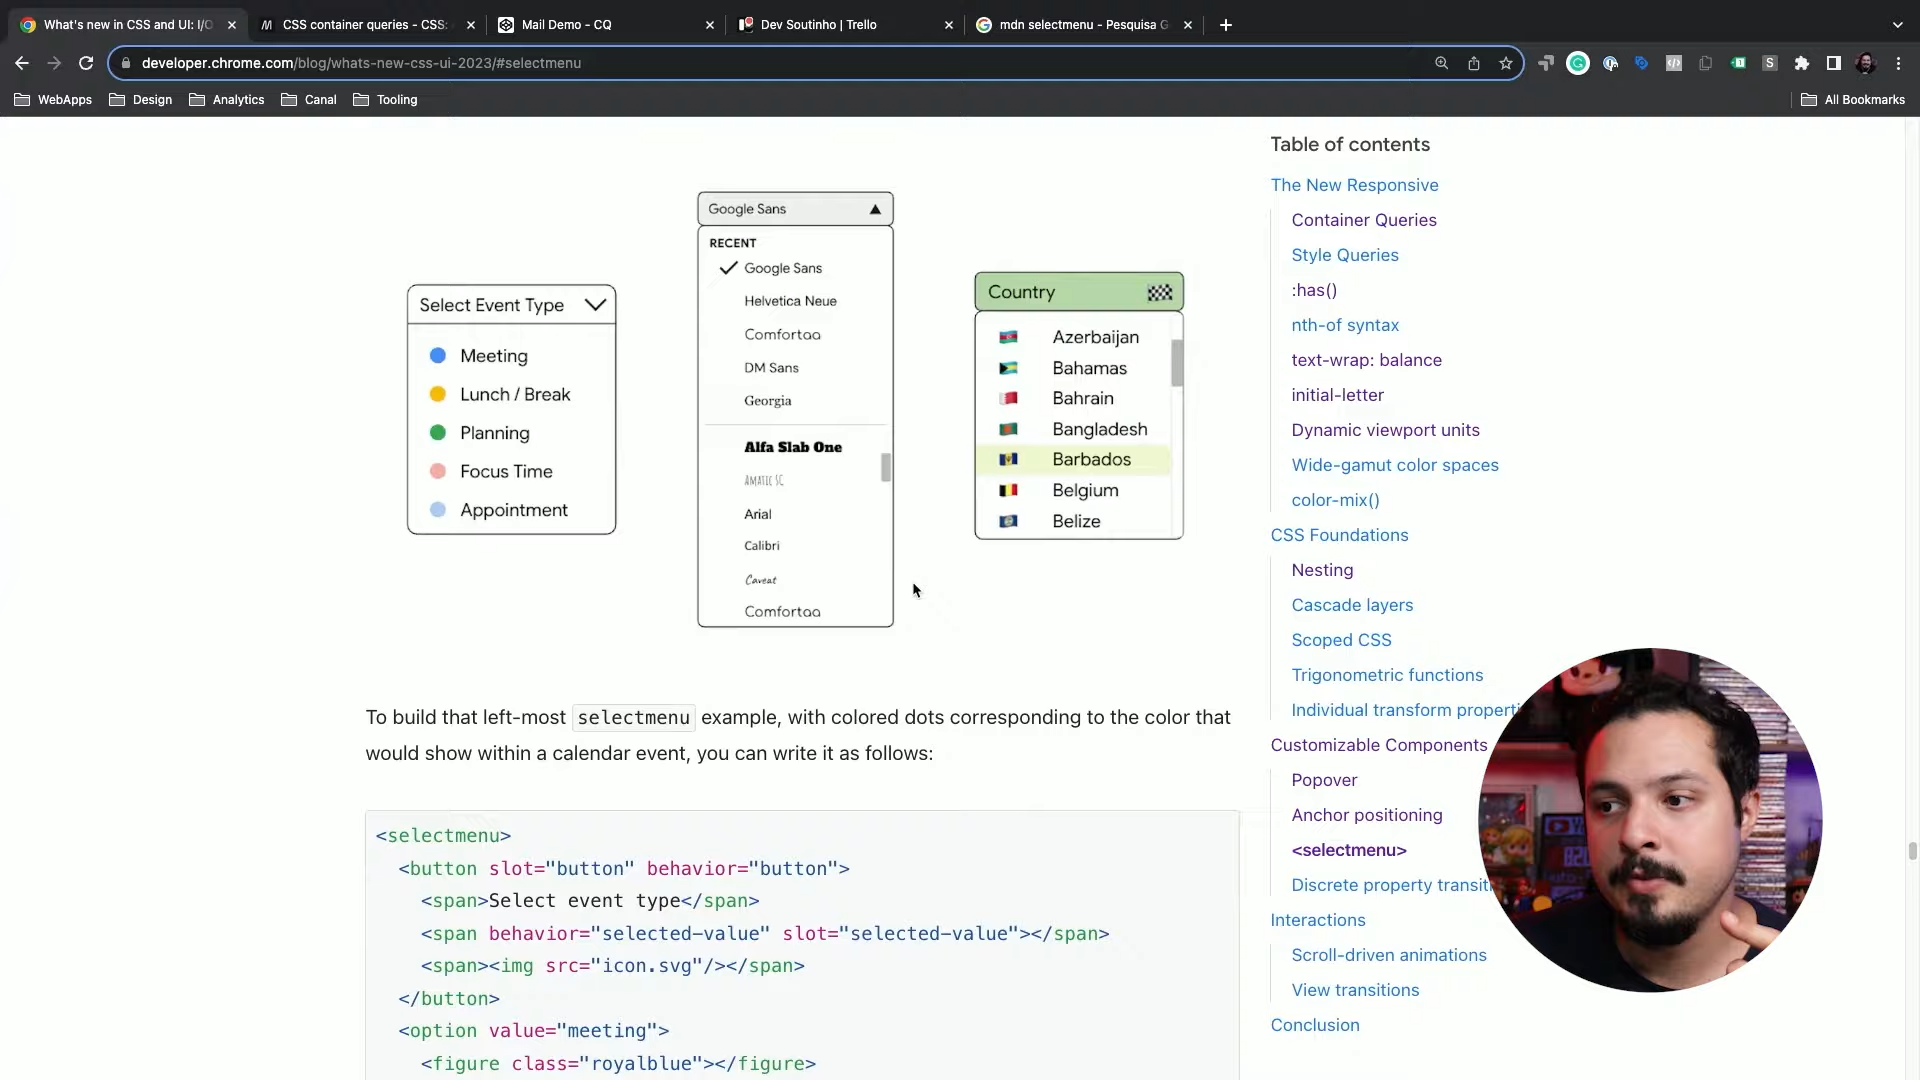 What's new in CSS and UI: I/O
CSS container queries - CSS:
Mail Demo - CQ
Dev Soutinho | Trello
mdn selectmenu - Pesquisa G
developer.chrome.com/blog/whats-new-css-ui-2023/#selectmenu
WebApps
Design
Analytics
Canal
Tooling
All Bookmarks
Select Event Type
Meeting
Lunch / Break
Planning
Focus Time
Appointment
Google Sans
RECENT
Google Sans
Helvetica Neue
Comfortaa
DM Sans
Georgia
Alfa Slab One
Amatic SC
Arial
Calibri
Caveat
Comfortaa
Country
Azerbaijan
Bahamas
Bahrain
Bangladesh
Barbados
Belgium
Belize
To build that left-most selectmenu example, with colored dots corresponding to the color that
would show within a calendar event, you can write it as follows:
<selectmenu>
<button slot="button" behavior="button">
<span>Select event type</span>
<span behavior="selected-value" slot="selected-value"></span>
<span><img src="icon.svg"/></span>
</button>
<option value="meeting">
<figure class="royalblue"></figure>
Table of contents
The New Responsive
Container Queries
Style Queries
:has()
nth-of syntax
text-wrap: balance
initial-letter
Dynamic viewport units
Wide-gamut color spaces
color-mix()
CSS Foundations
Nesting
Cascade layers
Scoped CSS
Trigonometric functions
Individual transform properti
Customizable Components
Popover
Anchor positioning
<selectmenu>
Discrete property transiti
Interactions
Scroll-driven animations
View transitions
Conclusion